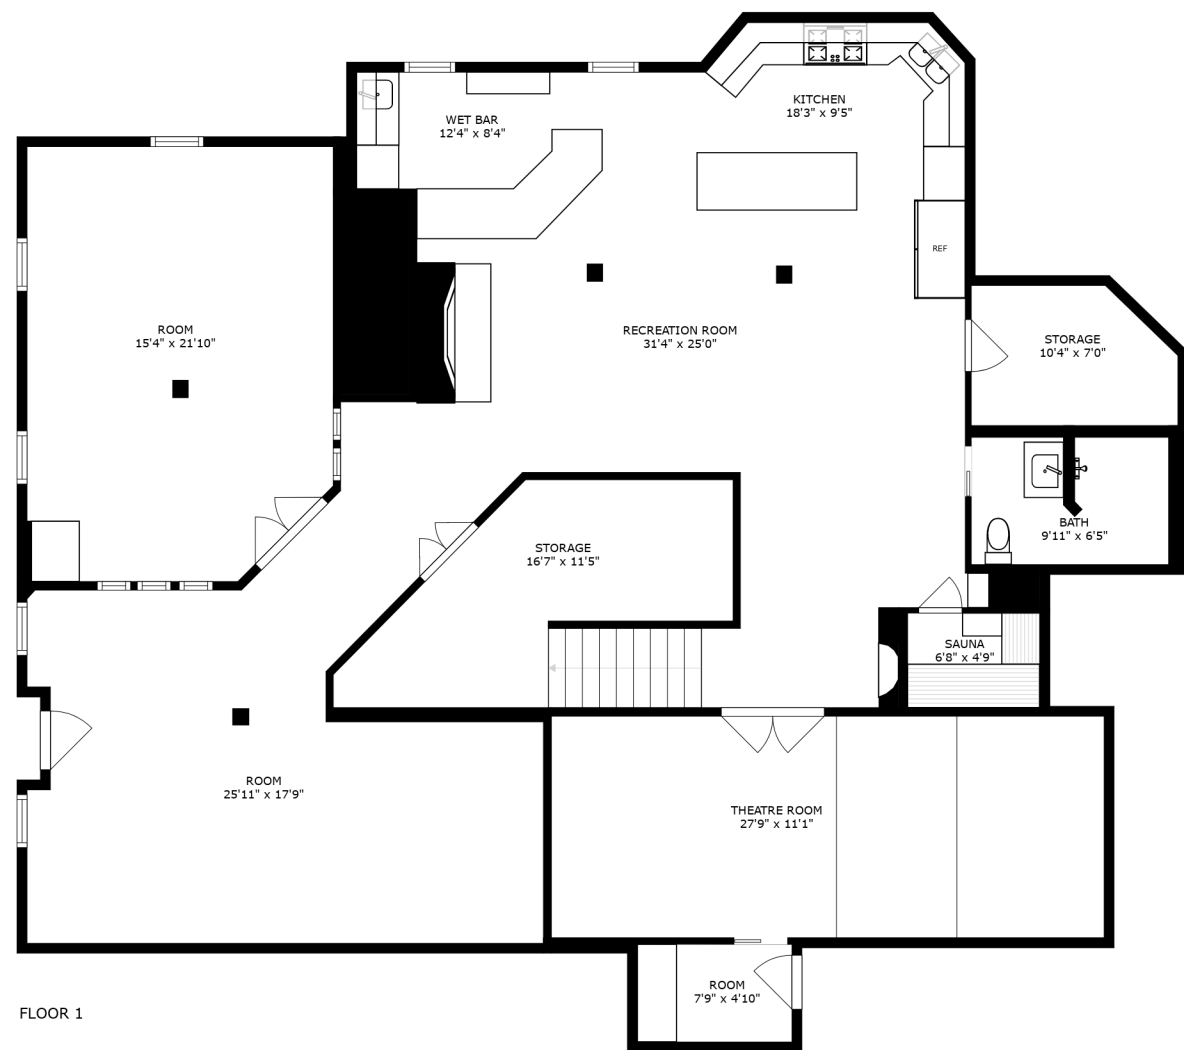 KITCHEN
18'3" x 9'5"
WET BAR
12'4" x 8'4"
REF
ROOM
15'4" x 21'10"
RECREATION ROOM
31'4" x 25'0"
STORAGE
10'4" x 7'0"
BATH
9'11" x 6'5"
STORAGE
16'7" x 11'5"
SAUNA
6'8" x 4'9"
ROOM
25'11" x 17'9"
THEATRE ROOM
27'9" x 11'1"
ROOM
7'9" x 4'10"
FLOOR 1